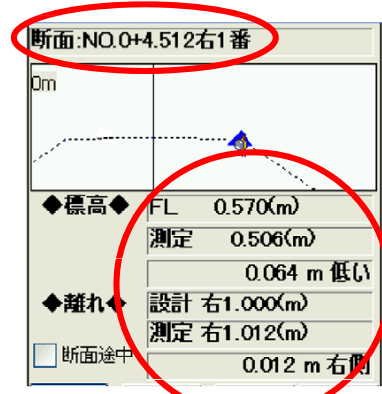 断面:NO.0+4.512右1番
0m
◆標高◆ FL 0.570(m)
測定 0.506(m)
0.064 m 低い
◆離れ◆ 設計 右1.000(m)
測定 右1.012(m)
断面途中 0.012 m 右側